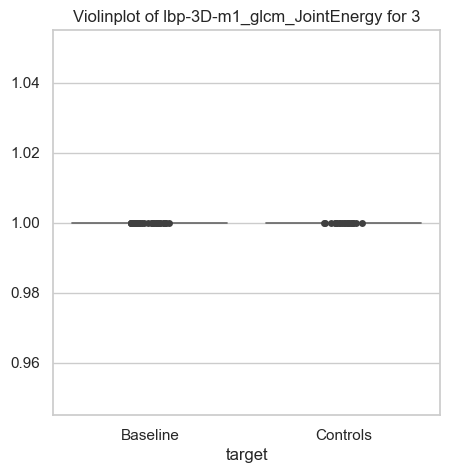 Violinplot of lbp-3D-m1_glcm_JointEnergy for 3
1.04
1.02
1.00
0.98
0.96
Baseline
Controls
target